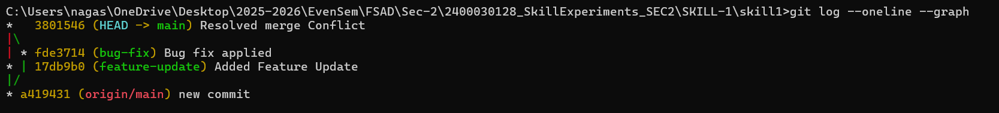 C:\Users\nagas\OneDrive\Desktop\2025-2026\EvenSem\FSAD\Sec-2\2400030128_SkillExperiments_SEC2\SKILL-1\skill1>git log --oneline --graph
*   3801546 (HEAD -> main) Resolved merge Conflict
|\
| * fde3714 (bug-fix) Bug fix applied
* | 17db9b0 (feature-update) Added Feature Update
|/
* a419431 (origin/main) new commit